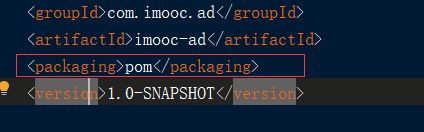 <groupId>com.imooc.ad</groupId>
<artifactId>imooc-ad</artifactId>
<packaging>pom</packaging>
<version>1.0-SNAPSHOT</version>